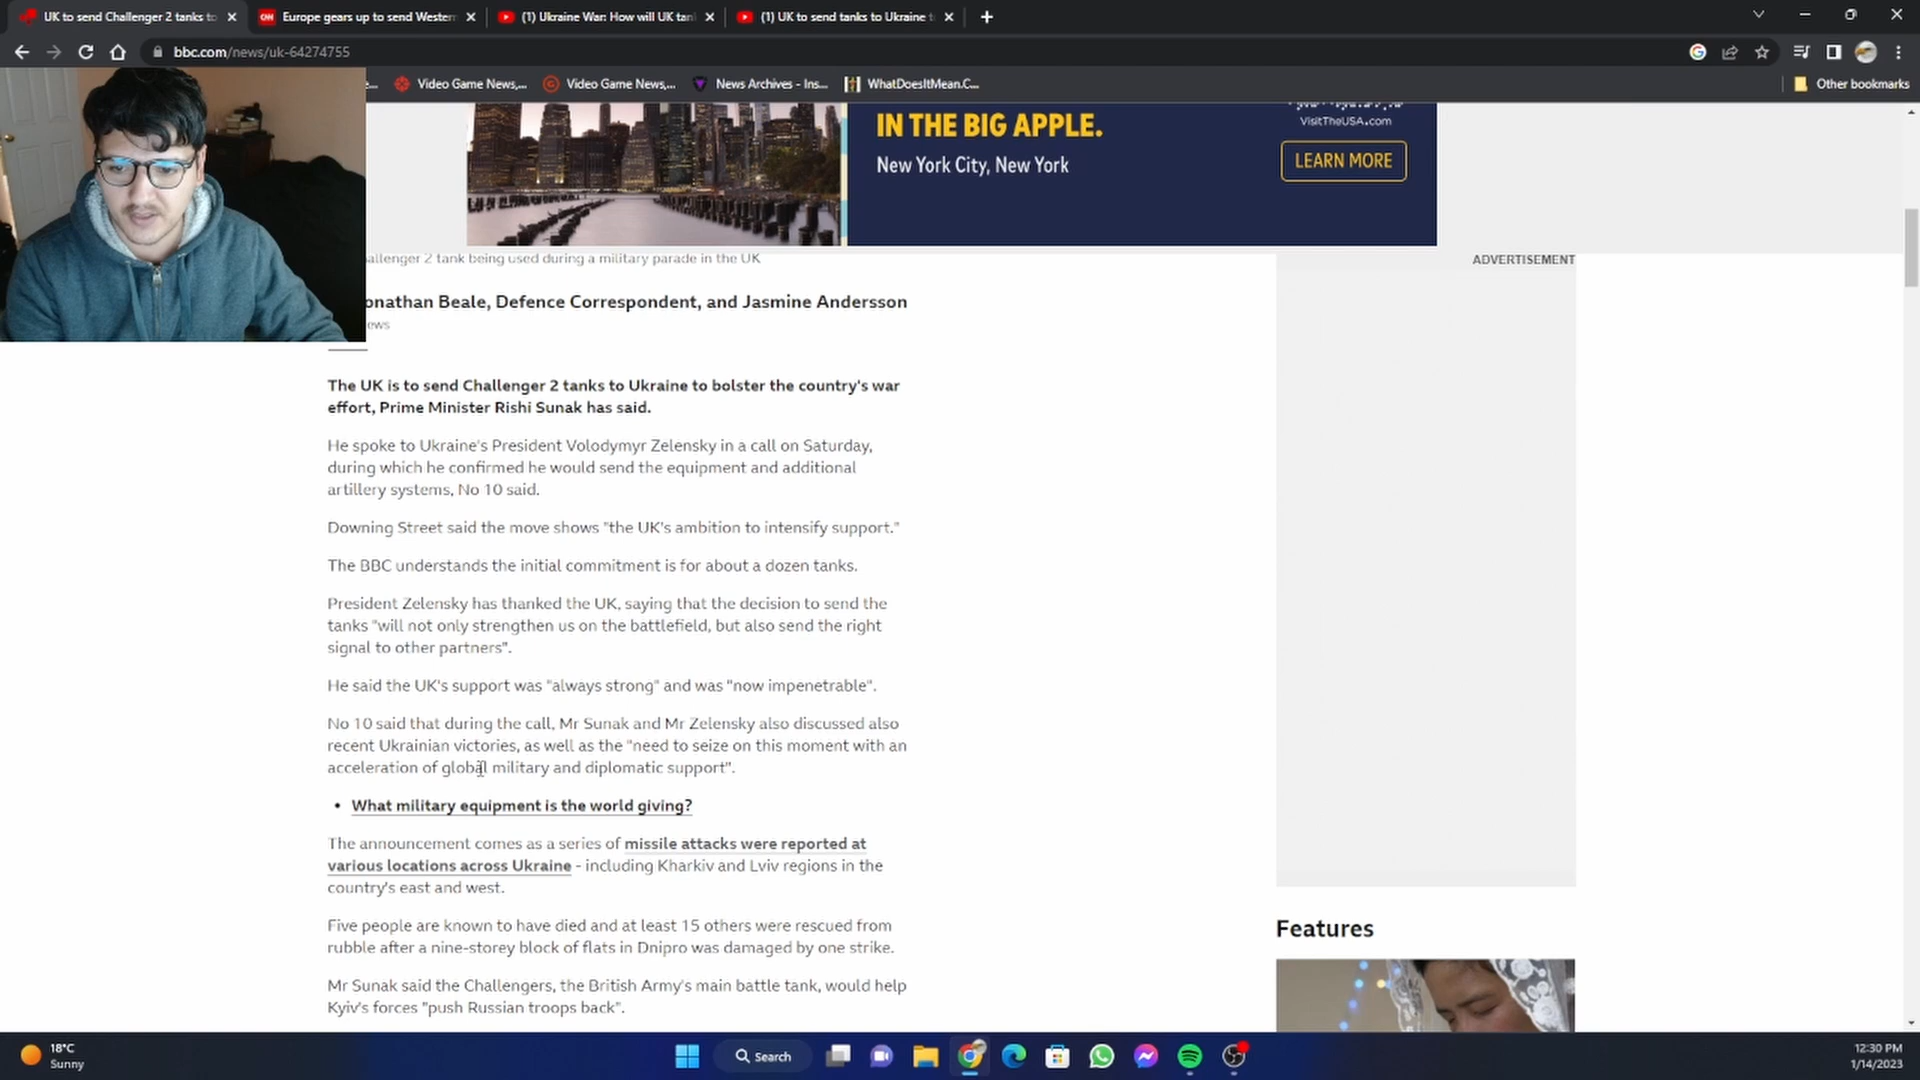 UK to send Challenger 2 tanks to
Europe gears up to send Western
(1) Ukraine War: How will UK tan
(1) UK to send tanks to Ukraine t
bbc.com/news/uk-64274755
e...
Video Game News,...
Video Game News,...
News Archives - Ins...
WhatDoesItMean.C...
Other bookmarks
IN THE BIG APPLE.
New York City, New York
VisitTheUSA.com
LEARN MORE
ADVERTISEMENT
allenger 2 tank being used during a military parade in the UK
onathan Beale, Defence Correspondent, and Jasmine Andersson
ews
The UK is to send Challenger 2 tanks to Ukraine to bolster the country's war
effort, Prime Minister Rishi Sunak has said.
He spoke to Ukraine's President Volodymyr Zelensky in a call on Saturday,
during which he confirmed he would send the equipment and additional
artillery systems, No 10 said.
Downing Street said the move shows "the UK's ambition to intensify support."
The BBC understands the initial commitment is for about a dozen tanks.
President Zelensky has thanked the UK, saying that the decision to send the
tanks "will not only strengthen us on the battlefield, but also send the right
signal to other partners".
He said the UK's support was "always strong" and was "now impenetrable".
No 10 said that during the call, Mr Sunak and Mr Zelensky also discussed also
recent Ukrainian victories, as well as the "need to seize on this moment with an
acceleration of global military and diplomatic support".
• What military equipment is the world giving?
The announcement comes as a series of missile attacks were reported at
various locations across Ukraine - including Kharkiv and Lviv regions in the
country's east and west.
Five people are known to have died and at least 15 others were rescued from
rubble after a nine-storey block of flats in Dnipro was damaged by one strike.
Mr Sunak said the Challengers, the British Army's main battle tank, would help
Kyiv's forces "push Russian troops back".
Features
18°C
Sunny
Search
12:30 PM
1/14/2023